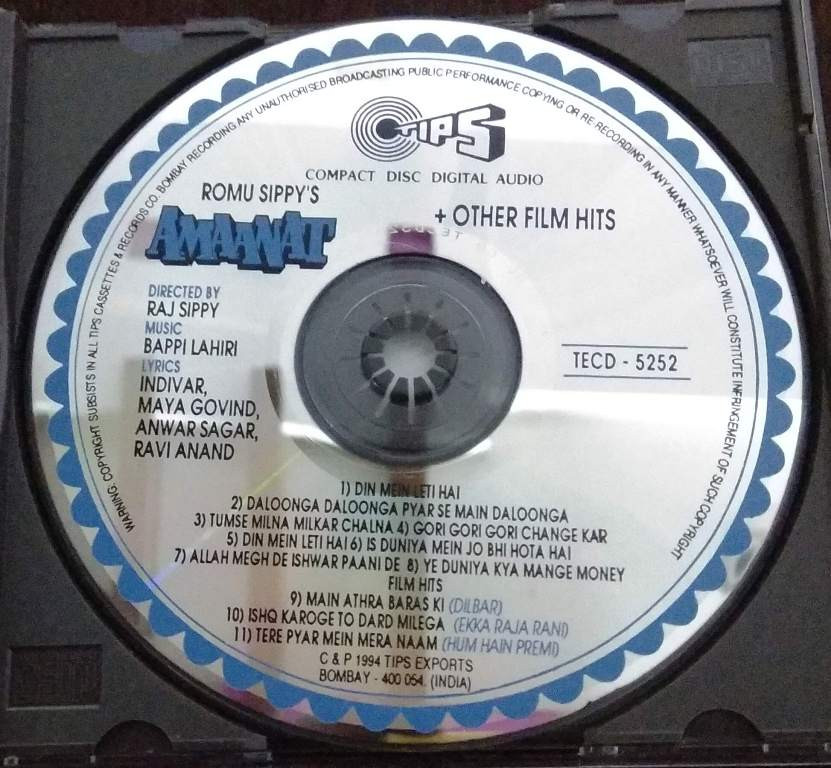 WARNING: COPYRIGHT SUBSISTS IN ALL TIPS CASSETTES & RECORDS CO. BOMBAY RECORDING ANY UNAUTHORISED BROADCASTING PUBLIC PERFORMANCE COPYING OR RE-RECORDING IN ANY MANNER WHATSOEVER WILL CONSTITUTE INFRINGEMENT OF SUCH COPYRIGHT
TIPS
COMPACT DISC DIGITAL AUDIO
ROMU SIPPY'S
AMAANAT
+ OTHER FILM HITS
DIRECTED BY
RAJ SIPPY
MUSIC
BAPPI LAHIRI
LYRICS
INDIVAR,
MAYA GOVIND,
ANWAR SAGAR,
RAVI ANAND
TECD - 5252
1) DIN MEIN LETI HAI
2) DALOONGA DALOONGA PYAR SE MAIN DALOONGA
3) TUMSE MILNA MILKAR CHALNA 4) GORI GORI GORI CHANGE KAR
5) DIN MEIN LETI HAI 6) IS DUNIYA MEIN JO BHI HOTA HAI
7) ALLAH MEGH DE ISHWAR PAANI DE 8) YE DUNIYA KYA MANGE MONEY
FILM HITS
9) MAIN ATHRA BARAS KI (DILBAR)
10) ISHQ KAROGE TO DARD MILEGA (EKKA RAJA RANI)
11) TERE PYAR MEIN MERA NAAM (HUM HAIN PREMI)
C & P 1994 TIPS EXPORTS
BOMBAY - 400 054. (INDIA)